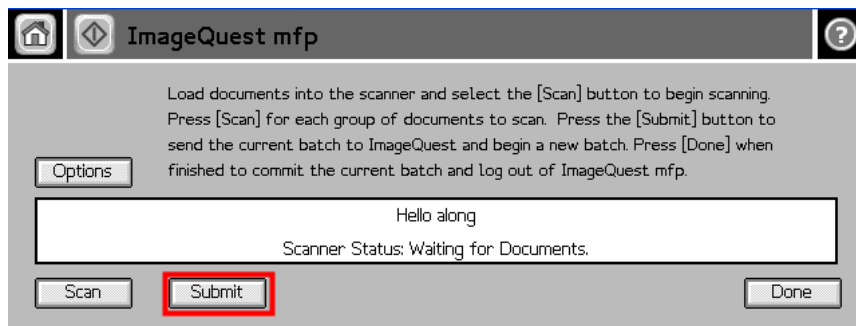 ImageQuest mfp
?
Load documents into the scanner and select the [Scan] button to begin scanning.
Press [Scan] for each group of documents to scan. Press the [Submit] button to
send the current batch to ImageQuest and begin a new batch. Press [Done] when
finished to commit the current batch and log out of ImageQuest mfp.
Options
Hello along
Scanner Status: Waiting for Documents.
Scan Submit Done